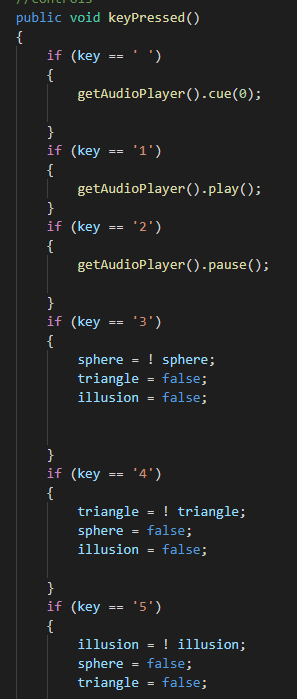 //Controls
public void keyPressed()
{
if (key == ' ')
{
getAudioPlayer().cue(0);
}
if (key == '1')
{
getAudioPlayer().play();
}
if (key == '2')
{
getAudioPlayer().pause();
}
if (key == '3')
{
sphere = ! sphere;
triangle = false;
illusion = false;
}
if (key == '4')
{
triangle = ! triangle;
sphere = false;
illusion = false;
}
if (key == '5')
{
illusion = ! illusion;
sphere = false;
triangle = false;